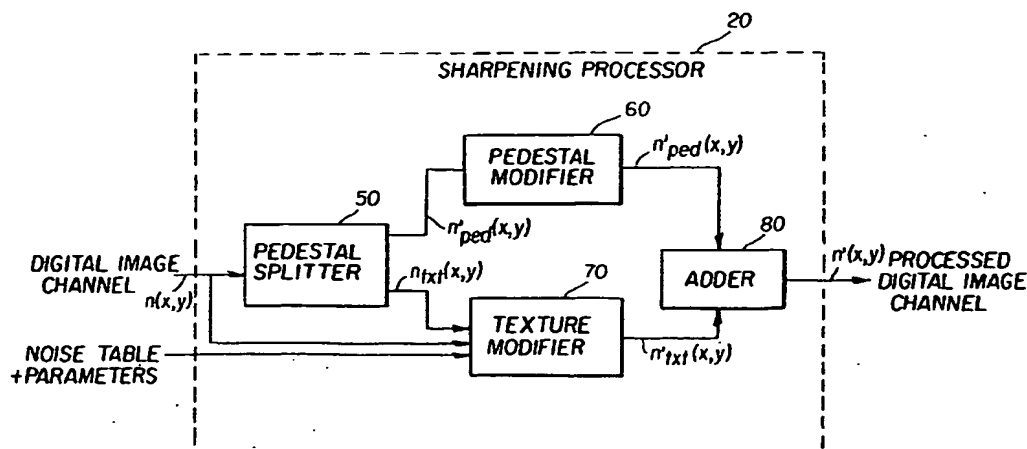 20
SHARPENING PROCESSOR
60
PEDESTAL
MODIFIER
n'ped(x,y)
50
n'ped(x,y)
PEDESTAL
SPLITTER
80
DIGITAL IMAGE
CHANNEL
n(x,y)
ntxt(x,y)
70
ADDER
n'(x,y)
PROCESSED
DIGITAL IMAGE
CHANNEL
TEXTURE
MODIFIER
n'txt(x,y)
NOISE TABLE
+PARAMETERS